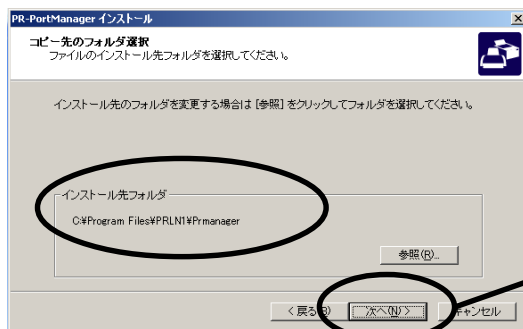 PR-PortManager インストール
コピー先のフォルダ選択
ファイルのインストール先フォルダを選択してください。
インストール先のフォルダを変更する場合は [参照] をクリックしてフォルダを選択してください。
インストール先フォルダ
C:¥Program Files¥PRLN1¥Prmanager
参照(R)...
< 戻る(B)
次へ(N) >
キャンセル